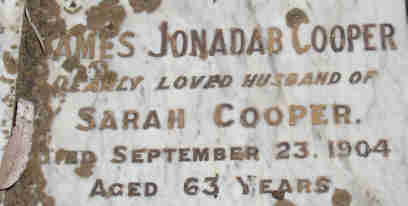 JAMES JONADAB COOPER
DEARLY LOVED HUSBAND OF
SARAH COOPER.
DIED SEPTEMBER 23. 1904
AGED 63 YEARS